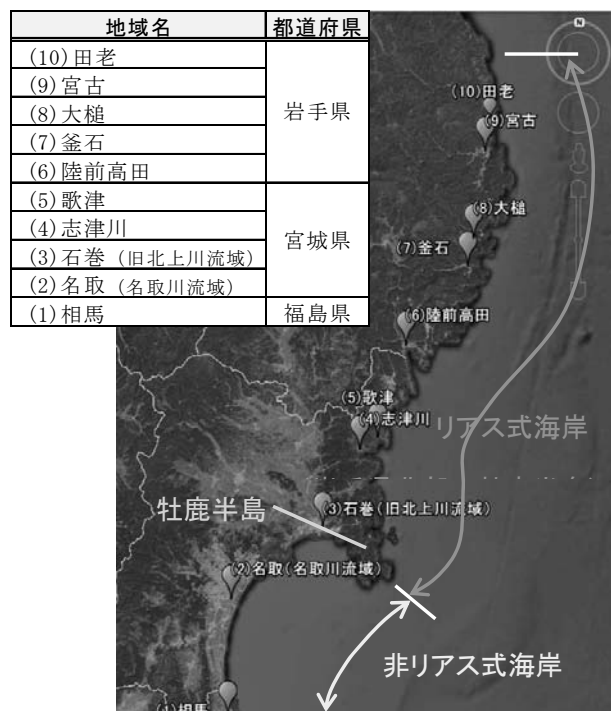 地域名 都道府県
(10)田老
(9)宮古
(8)大槌
(7)釜石
(6)陸前高田
岩手県
(5)歌津
(4)志津川
(3)石巻(旧北上川流域)
(2)名取(名取川流域)
宮城県
(1)相馬 福島県
N
(10)田老
(9)宮古
(8)大槌
(7)釜石
(6)陸前高田
(5)歌津
(4)志津川
リアス式海岸
(3)石巻(旧北上川流域)
牡鹿半島
(2)名取(名取川流域)
非リアス式海岸
(1)相馬